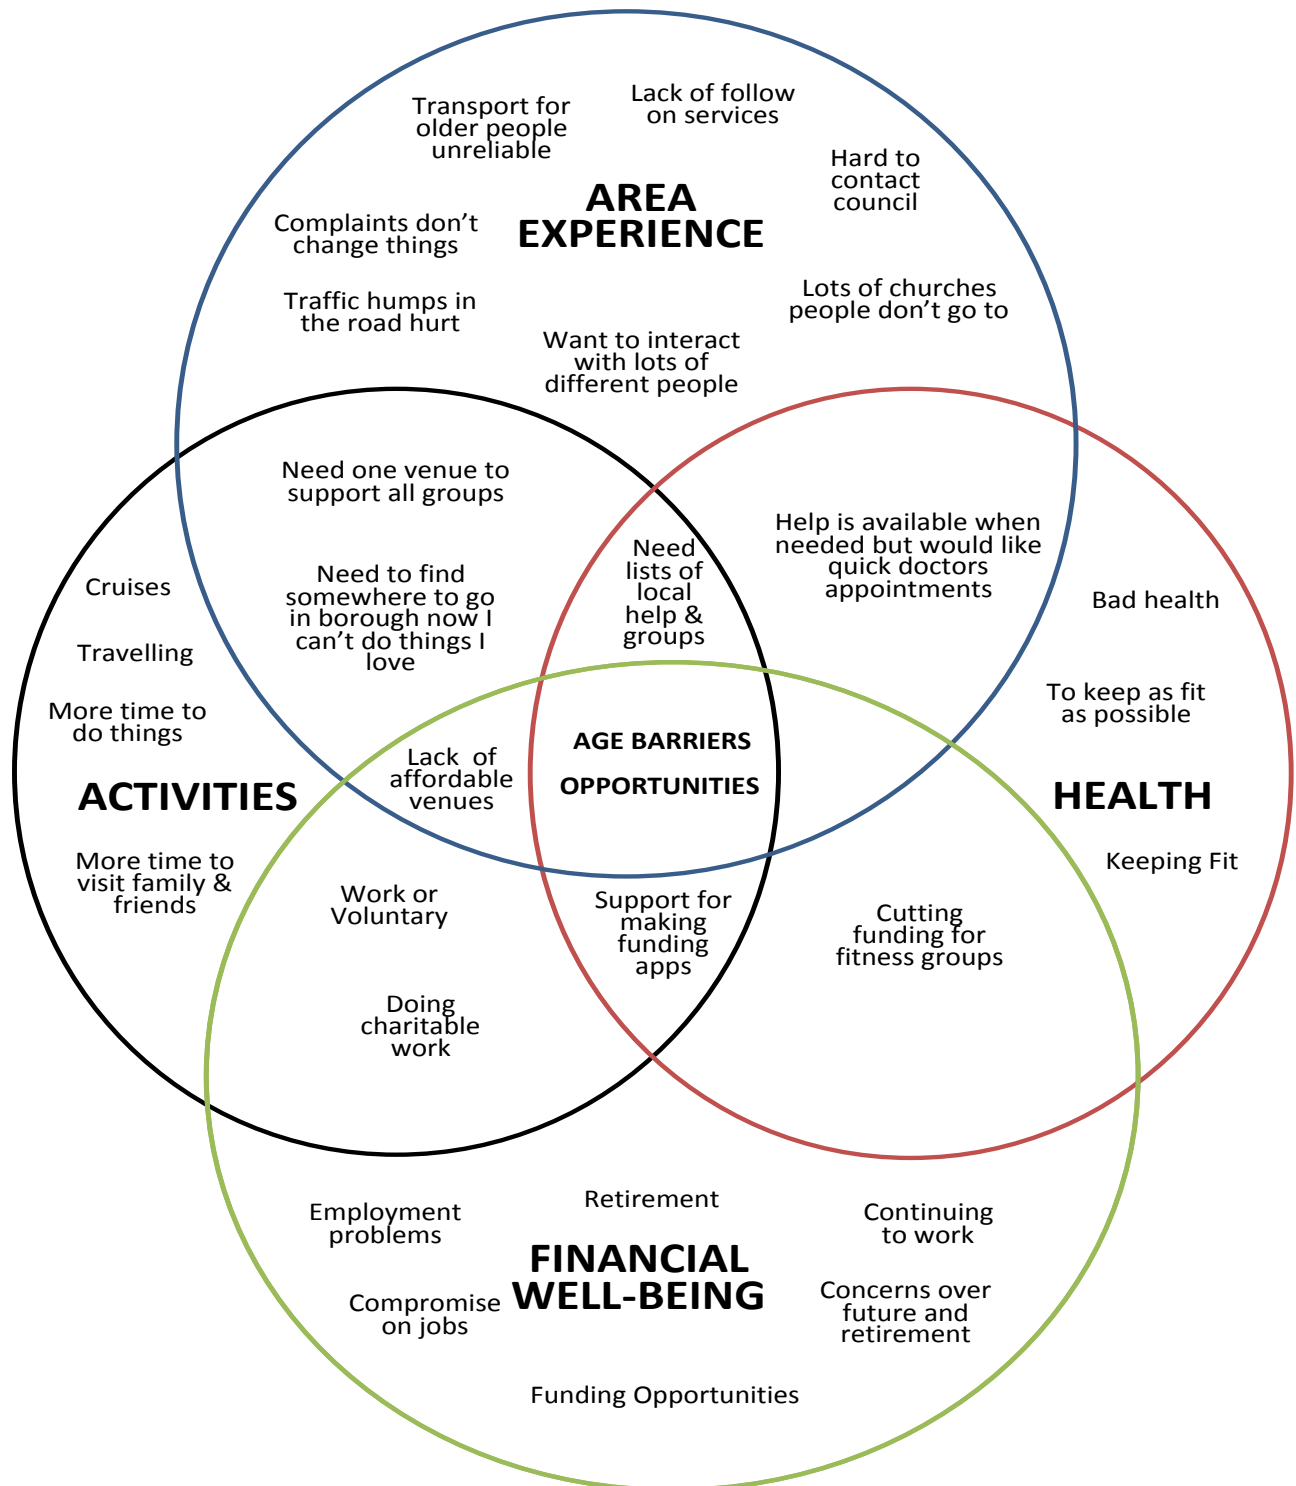 Transport for
older people
unreliable
Lack of follow
on services
Hard to
contact
council
AREA
EXPERIENCE
Complaints don’t
change things
Traffic humps in
the road hurt
Lots of churches
people don’t go to
Want to interact
with lots of
different people
Need one venue to
support all groups
Need to find
somewhere to go
in borough now I
can’t do things I
love
Need
lists of
local
help &
groups
Help is available when
needed but would like
quick doctors
appointments
Cruises
Travelling
More time to
do things
ACTIVITIES
More time to
visit family &
friends
Lack of
affordable
venues
AGE BARRIERS
OPPORTUNITIES
Bad health
To keep as fit
as possible
HEALTH
Keeping Fit
Work or
Voluntary
Doing
charitable
work
Support for
making
funding
apps
Cutting
funding for
fitness groups
Employment
problems
Retirement
Continuing
to work
FINANCIAL
WELL-BEING
Compromise
on jobs
Concerns over
future and
retirement
Funding Opportunities